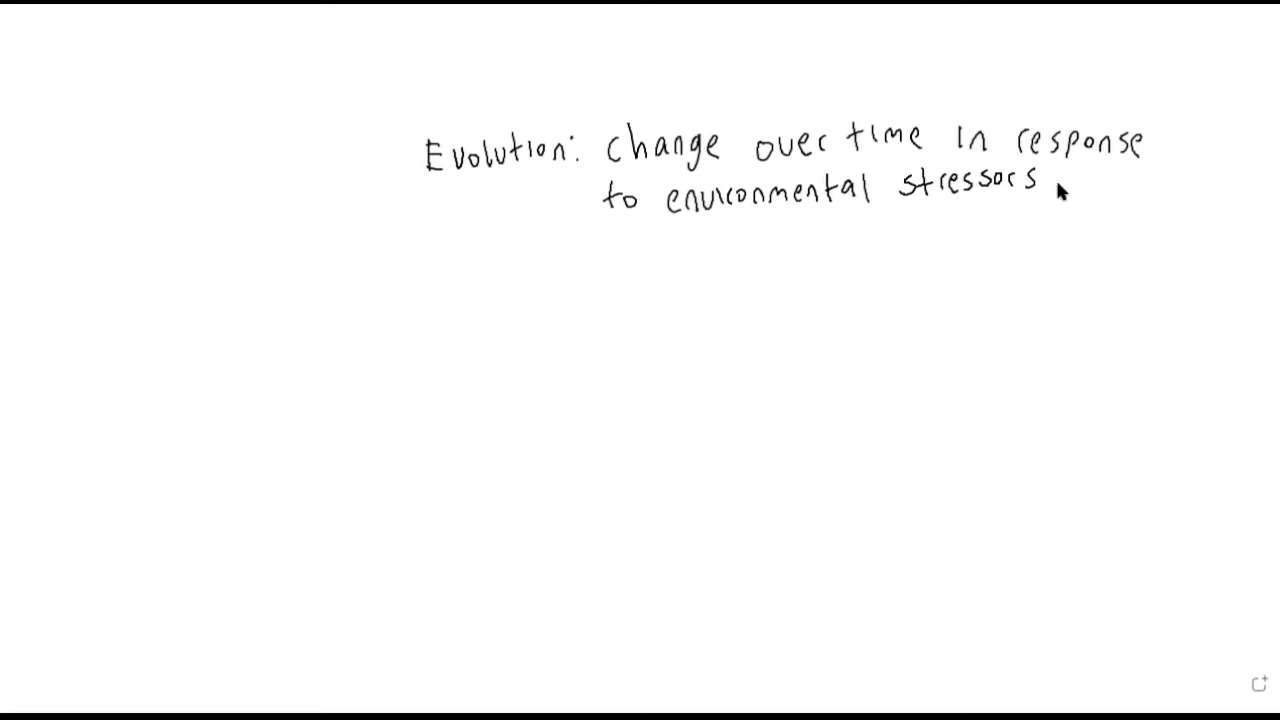 Evolution: change over time in response
to environmental stressors